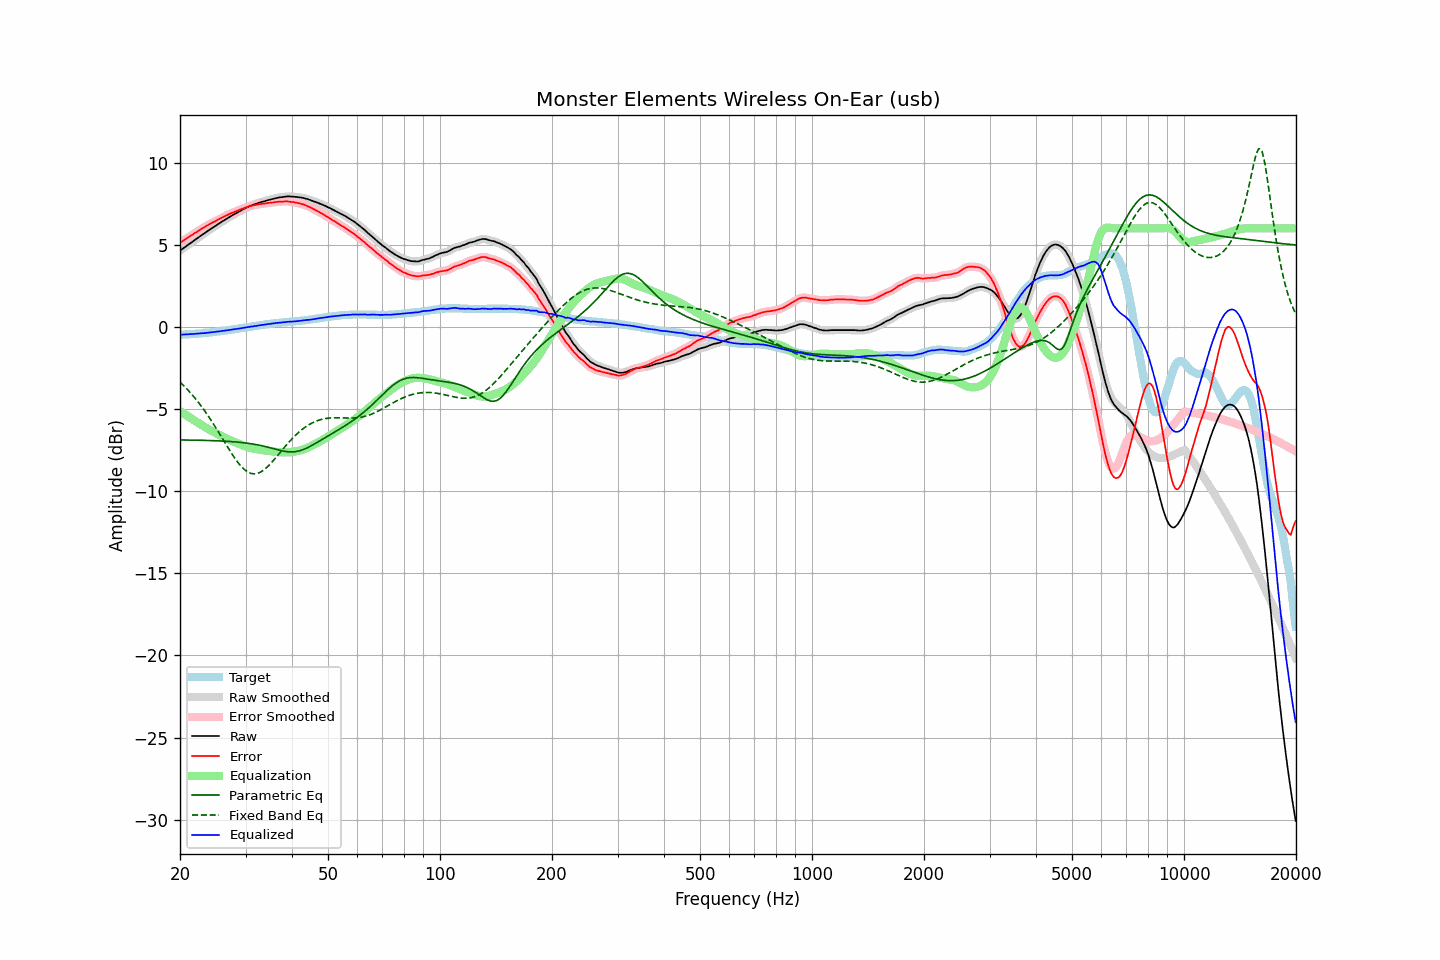 Monster Elements Wireless On-Ear (usb)
10
5
0
−5
−10
−15
−20
−25
−30
Amplitude (dBr)
Target
Raw Smoothed
Error Smoothed
Raw
Error
Equalization
Parametric Eq
Fixed Band Eq
Equalized
20 50 100 200 500 1000 2000 5000 10000 20000
Frequency (Hz)